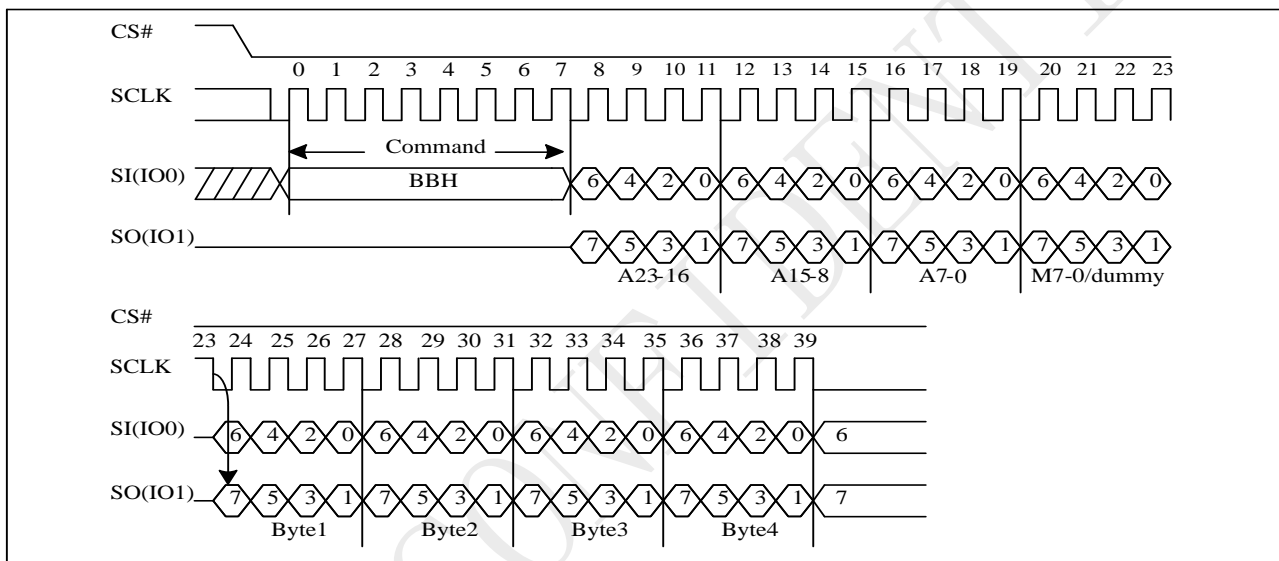 CS#
0 1 2 3 4 5 6 7 8 9 10 11 12 13 14 15 16 17 18 19 20 21 22 23
SCLK
Command
SI(IO0) BBH 6 4 2 0 6 4 2 0 6 4 2 0 6 4 2 0
SO(IO1) 7 5 3 1 7 5 3 1 7 5 3 1 7 5 3 1
A23-16 A15-8 A7-0 M7-0/dummy
CS#
23 24 25 26 27 28 29 30 31 32 33 34 35 36 37 38 39
SCLK
SI(IO0) 6 4 2 0 6 4 2 0 6 4 2 0 6 4 2 0 6
SO(IO1) 7 5 3 1 7 5 3 1 7 5 3 1 7 5 3 1 7
Byte1 Byte2 Byte3 Byte4